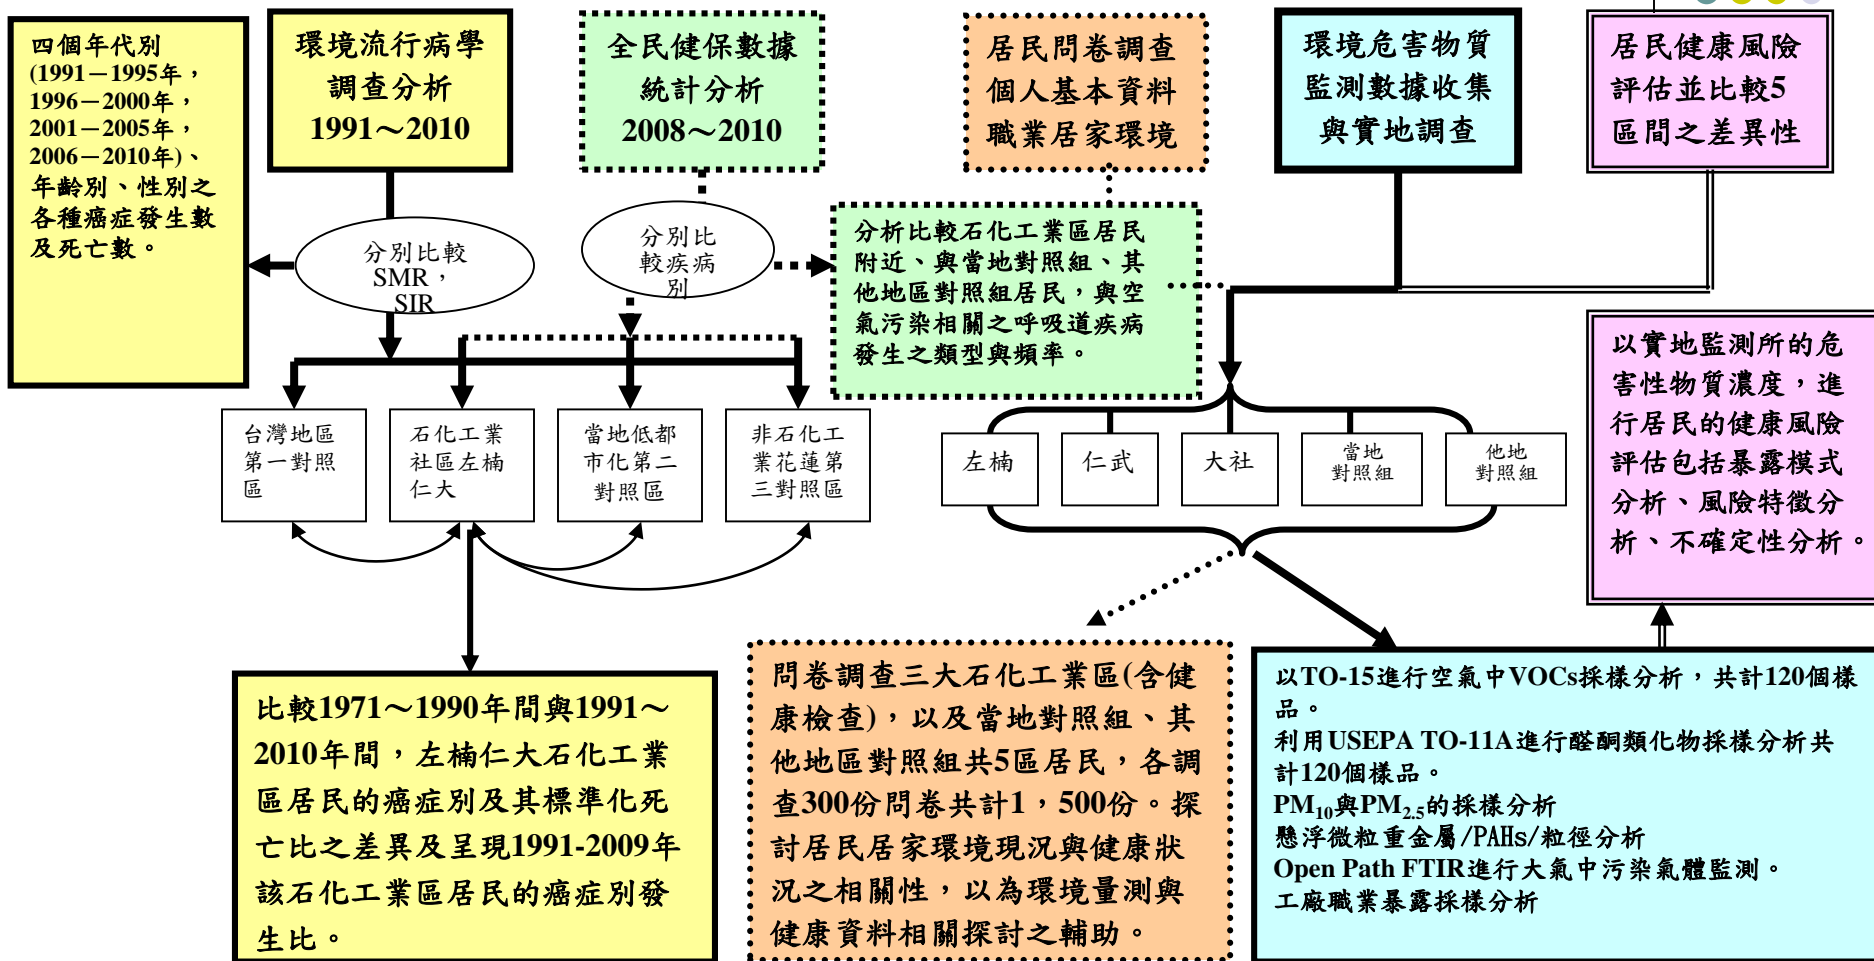 四個年代別
(1991－1995年，
1996－2000年，
2001－2005年，
2006－2010年)、
年齡別、性別之
各種癌症發生數
及死亡數。
環境流行病學
調查分析
1991～2010
全民健保數據
統計分析
2008～2010
居民問卷調查
個人基本資料
職業居家環境
環境危害物質
監測數據收集
與實地調查
居民健康風險
評估並比較5
區間之差異性
分別比較
SMR，
SIR
分別比
較疾病
別
分析比較石化工業區居民
附近、與當地對照組、其
他地區對照組居民，與空
氣污染相關之呼吸道疾病
發生之類型與頻率。
以實地監測所的危
害性物質濃度，進
行居民的健康風險
評估包括暴露模式
分析、風險特徵分
析、不確定性分析。
台灣地區
第一對照
區
石化工業
社區左楠
仁大
當地低都
市化第二
對照區
非石化工
業花蓮第
三對照區
左楠
仁武
大社
當地
對照組
他地
對照組
比較1971～1990年間與1991～
2010年間，左楠仁大石化工業
區居民的癌症別及其標準化死
亡比之差異及呈現1991-2009年
該石化工業區居民的癌症別發
生比。
問卷調查三大石化工業區(含健
康檢查)，以及當地對照組、其
他地區對照組共5區居民，各調
查300份問卷共計1，500份。探
討居民居家環境現況與健康狀
況之相關性，以為環境量測與
健康資料相關探討之輔助。
以TO-15進行空氣中VOCs採樣分析，共計120個樣
品。
利用USEPA TO-11A進行醛酮類化物採樣分析共
計120個樣品。
PM10與PM2.5的採樣分析
懸浮微粒重金屬/PAHs/粒徑分析
Open Path FTIR進行大氣中污染氣體監測。
工廠職業暴露採樣分析